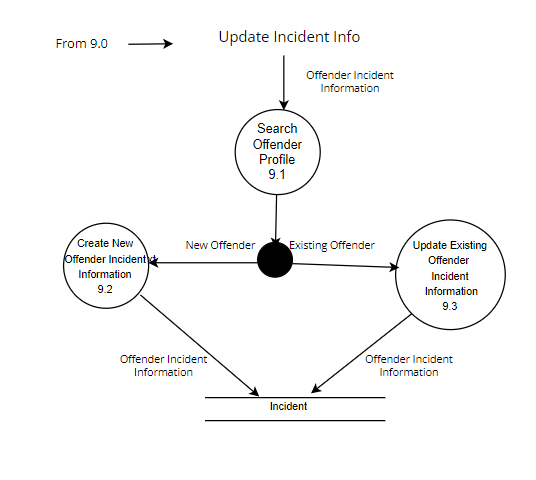 From 9.0
Update Incident Info
Offender Incident
Information
Search
Offender
Profile
9.1
New Offender
Existing Offender
Create New
Offender Incident
Information
9.2
Update Existing
Offender
Incident
Information
9.3
Offender Incident
Information
Offender Incident
Information
Incident